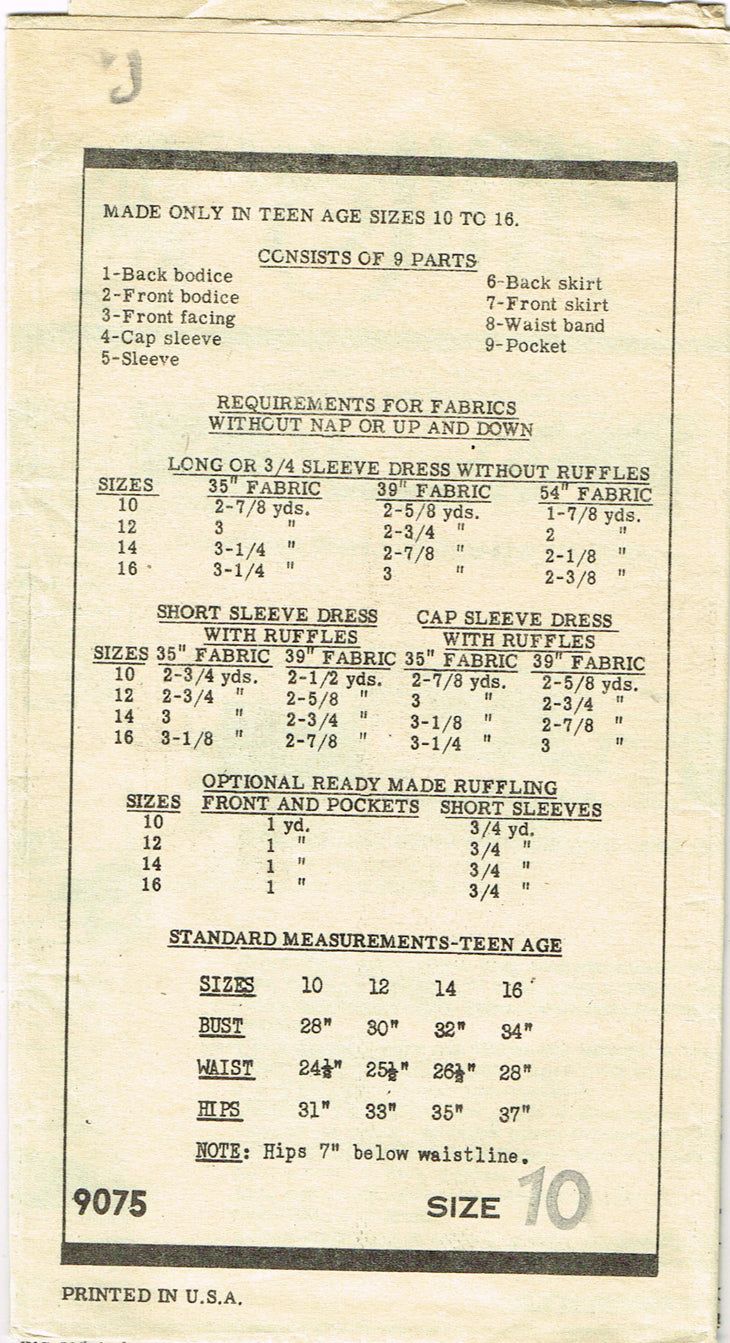 J
MADE ONLY IN TEEN AGE SIZES 10 TO 16.
CONSISTS OF 9 PARTS
1-Back bodice
2-Front bodice
3-Front facing
4-Cap sleeve
5-Sleeve
6-Back skirt
7-Front skirt
8-Waist band
9-Pocket
REQUIREMENTS FOR FABRICS
WITHOUT NAP OR UP AND DOWN
LONG OR 3/4 SLEEVE DRESS WITHOUT RUFFLES
SIZES 35" FABRIC 39" FABRIC 54" FABRIC
10 2-7/8 yds. 2-5/8 yds. 1-7/8 yds.
12 3 " 2-3/4 " 2 "
14 3-1/4 " 2-7/8 " 2-1/8 "
16 3-1/4 " 3 " 2-3/8 "
SHORT SLEEVE DRESS CAP SLEEVE DRESS
WITH RUFFLES WITH RUFFLES
SIZES 35" FABRIC 39" FABRIC 35" FABRIC 39" FABRIC
10 2-3/4 yds. 2-1/2 yds. 2-7/8 yds. 2-5/8 yds.
12 2-3/4 " 2-5/8 " 3 " 2-3/4 "
14 3 " 2-3/4 " 3-1/8 " 2-7/8 "
16 3-1/8 " 2-7/8 " 3-1/4 " 3 "
OPTIONAL READY MADE RUFFLING
SIZES FRONT AND POCKETS SHORT SLEEVES
10 1 yd. 3/4 yd.
12 1 " 3/4 "
14 1 " 3/4 "
16 1 " 3/4 "
STANDARD MEASUREMENTS-TEEN AGE
SIZES 10 12 14 16
BUST 28" 30" 32" 34"
WAIST 24½" 25½" 26½" 28"
HIPS 31" 33" 35" 37"
NOTE: Hips 7" below waistline.
9075 SIZE 10
PRINTED IN U.S.A.